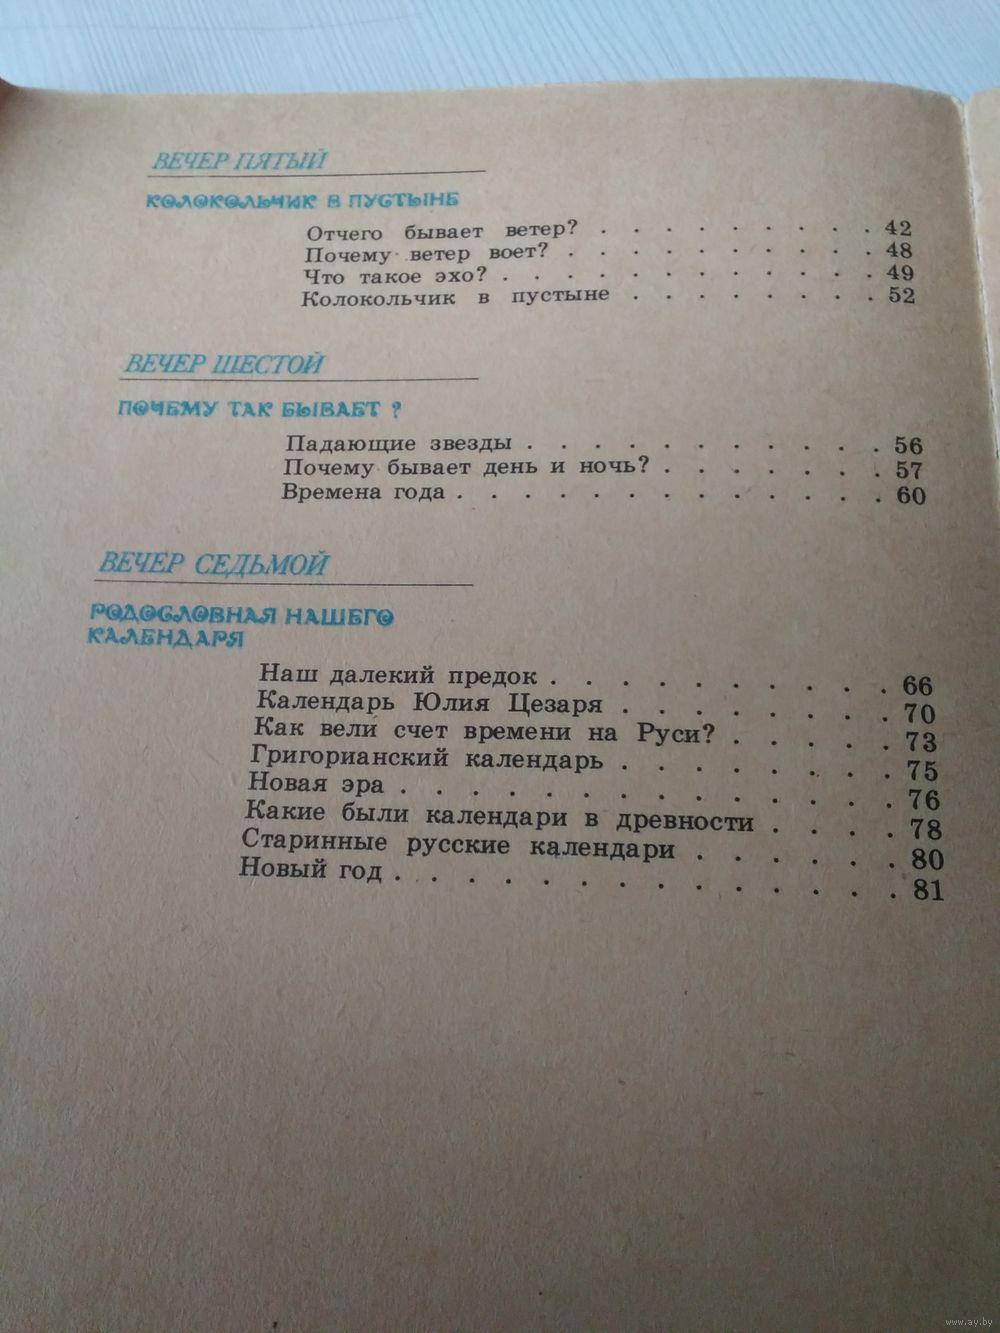 ВЕЧЕР ПЯТЫЙ
КОЛОКОЛЬЧИК В ПУСТЫНЕ
Отчего бывает ветер? . . . . . . . . . 42
Почему ветер воет? . . . . . . . . . . 48
Что такое эхо? . . . . . . . . . . . 49
Колокольчик в пустыне . . . . . . . . 52
ВЕЧЕР ШЕСТОЙ
ПОЧЕМУ ТАК БЫВАЕТ ?
Падающие звезды . . . . . . . . . . 56
Почему бывает день и ночь? . . . . . . . 57
Времена года . . . . . . . . . . . . . 60
ВЕЧЕР СЕДЬМОЙ
РОДОСЛОВНАЯ НАШЕГО
КАЛЕНДАРЯ
Наш далекий предок . . . . . . . . . . 66
Календарь Юлия Цезаря . . . . . . . . 70
Как вели счет времени на Руси? . . . . . 73
Григорианский календарь . . . . . . . . 75
Новая эра . . . . . . . . . . . . . . 76
Какие были календари в древности . . . . 78
Старинные русские календари . . . . . . 80
Новый год . . . . . . . . . . . . . . 81
www.ay.by